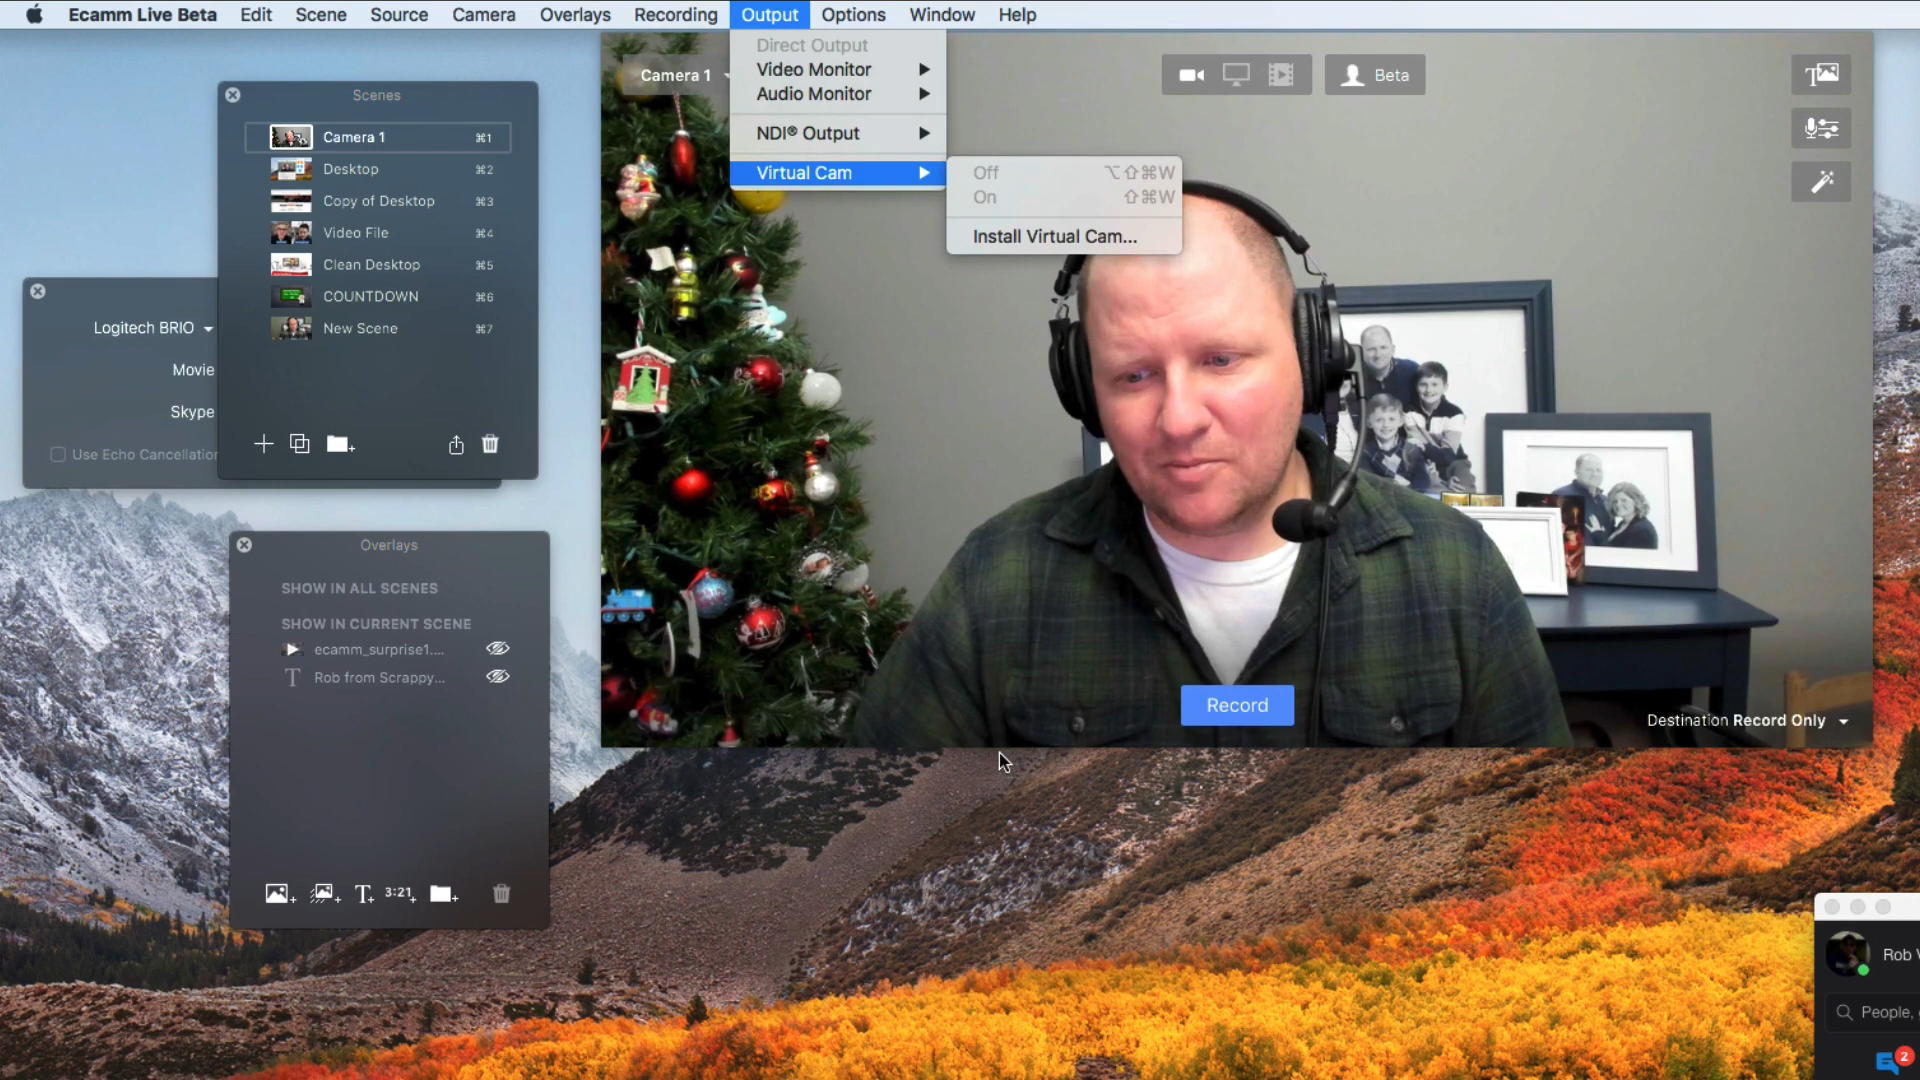 Ecamm Live Beta Edit Scene Source Camera Overlays Recording Output Options Window Help
Direct Output
Video Monitor
Audio Monitor
NDI® Output
Virtual Cam
Off ⌥⇧⌘W
On ⇧⌘W
Install Virtual Cam...
Camera 1
Beta
T
Scenes
Camera 1 ⌘1
Desktop ⌘2
Copy of Desktop ⌘3
Video File ⌘4
Clean Desktop ⌘5
COUNTDOWN ⌘6
New Scene ⌘7
Logitech BRIO
Movie
Skype
Use Echo Cancellation
Overlays
SHOW IN ALL SCENES
SHOW IN CURRENT SCENE
ecamm_surprise1....
T Rob from Scrappy...
T+ 3:21+
Record
Destination Record Only
Rob
People,
2